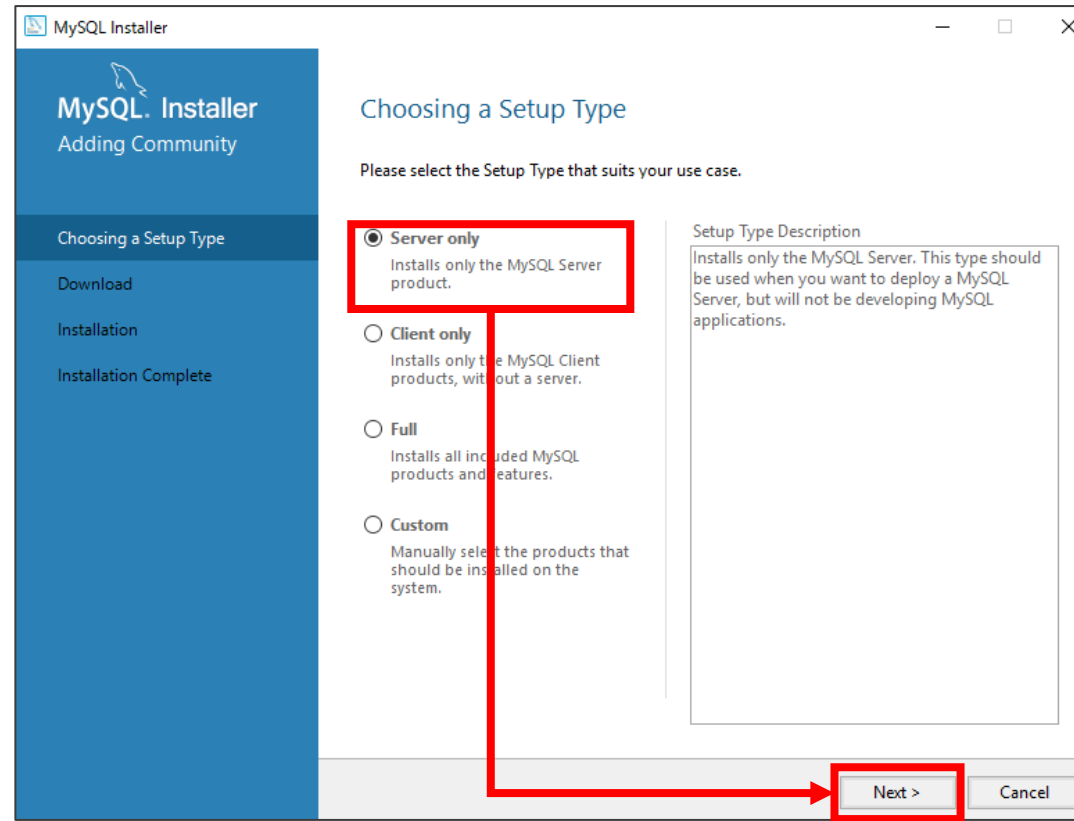 MySQL Installer
MySQL. Installer
Adding Community
Choosing a Setup Type
Download
Installation
Installation Complete
Choosing a Setup Type
Please select the Setup Type that suits your use case.
Server only
Installs only the MySQL Server
product.
Client only
Installs only the MySQL Client
products, without a server.
Full
Installs all included MySQL
products and features.
Custom
Manually select the products that
should be installed on the
system.
Setup Type Description
Installs only the MySQL Server. This type should
be used when you want to deploy a MySQL
Server, but will not be developing MySQL
applications.
Next >
Cancel